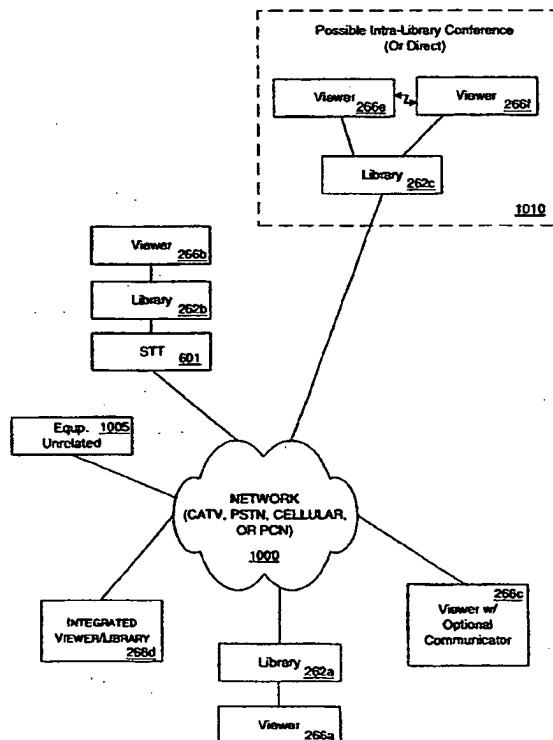 Possible Intra-Library Conference
(Or Direct)
Viewer
266e
Viewer
266f
Library
262c
1010
Viewer
266b
Library
262b
STT
601
Equp. 1005
Unrelated
NETWORK
(CATV, PSTN, CELLULAR,
OR PCN)
1000
INTEGRATED
VIEWER/LIBRARY
266d
266c
Viewer w/
Optional
Communicator
Library
262a
Viewer
266a